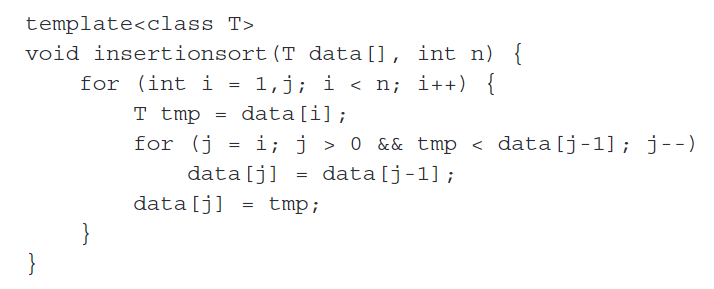 template<class T>
void insertionsort(T data[], int n) {
    for (int i = 1,j; i < n; i++) {
        T tmp = data[i];
        for (j = i; j > 0 && tmp < data[j-1]; j--)
            data[j] = data[j-1];
        data[j] = tmp;
    }
}